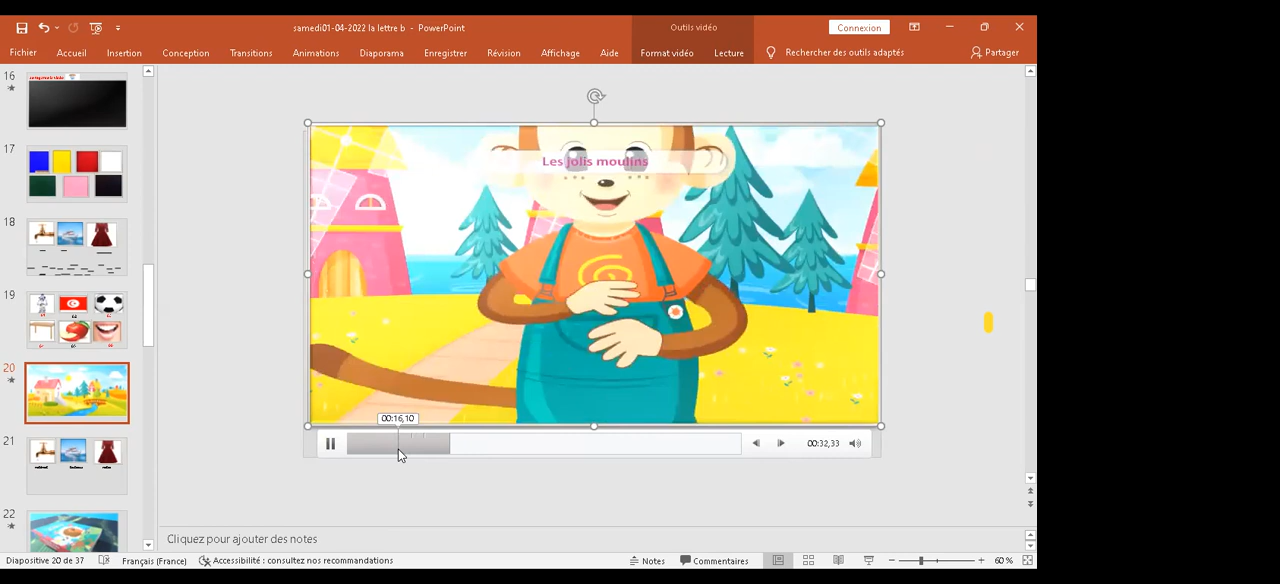 samedi01-04-2022 la lettre b - PowerPoint
Outils vidéo
Connexion
Fichier Accueil Insertion Conception Transitions Animations Diaporama Enregistrer Révision Affichage Aide Format vidéo Lecture Rechercher des outils adaptés Partager
16
17
18
19
20
21
22
Les jolis moulins
00:16,10
00:32,33
Cliquez pour ajouter des notes
Diapositive 20 de 37 Français (France) Accessibilité : consultez nos recommandations Notes Commentaires 60 %